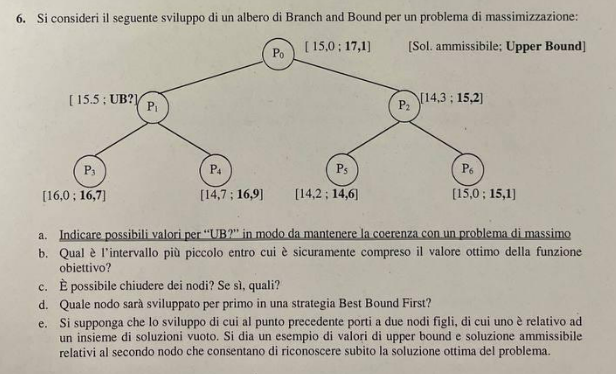 6. Si consideri il seguente sviluppo di un albero di Branch and Bound per un problema di massimizzazione:
P0 [ 15,0 ; 17,1] [Sol. ammissibile; Upper Bound]
[ 15.5 ; UB?] P1 P2 [14,3 ; 15,2]
P3 P4 P5 P6
[16,0 ; 16,7] [14,7 ; 16,9] [14,2 ; 14,6] [15,0 ; 15,1]
a. Indicare possibili valori per “UB?” in modo da mantenere la coerenza con un problema di massimo
b. Qual è l'intervallo più piccolo entro cui è sicuramente compreso il valore ottimo della funzione
obiettivo?
c. È possibile chiudere dei nodi? Se sì, quali?
d. Quale nodo sarà sviluppato per primo in una strategia Best Bound First?
e. Si supponga che lo sviluppo di cui al punto precedente porti a due nodi figli, di cui uno è relativo ad
un insieme di soluzioni vuoto. Si dia un esempio di valori di upper bound e soluzione ammissibile
relativi al secondo nodo che consentano di riconoscere subito la soluzione ottima del problema.